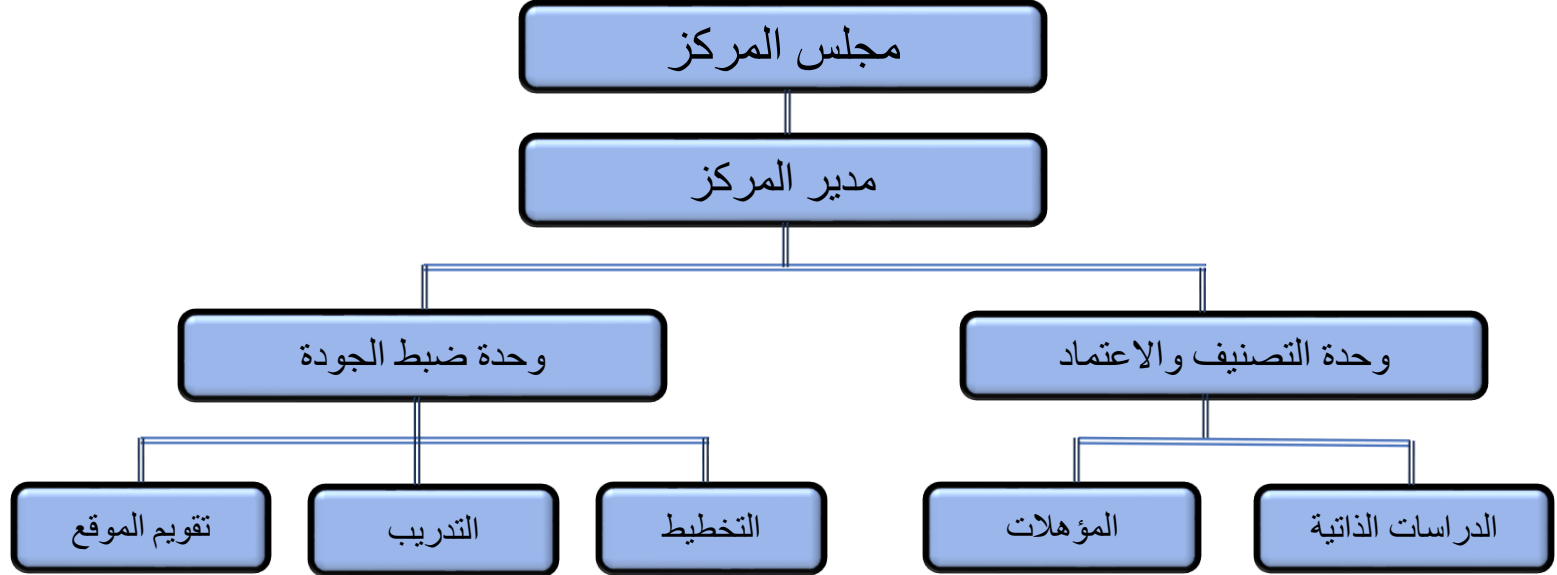 مجلس المركز
مدير المركز
وحدة التصنيف والاعتماد
وحدة ضبط الجودة
الدراسات الذاتية
المؤهلات
التخطيط
التدريب
تقويم الموقع